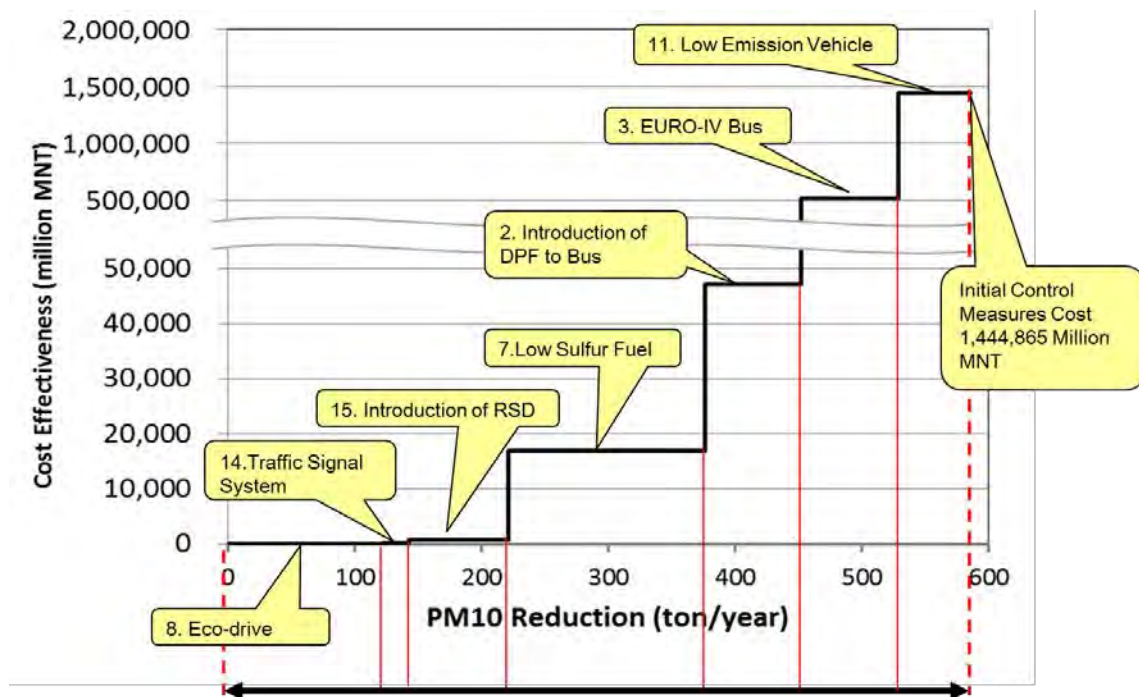 2,000,000
1,500,000
1,000,000
500,000
50,000
40,000
30,000
20,000
10,000
0
Cost Effectiveness (million MNT)
11. Low Emission Vehicle
3. EURO-IV Bus
2. Introduction of
DPF to Bus
Initial Control
Measures Cost
1,444,865 Million
MNT
7.Low Sulfur Fuel
15. Introduction of RSD
14.Traffic Signal
System
8. Eco-drive
0 100 200 300 400 500 600
PM10 Reduction (ton/year)